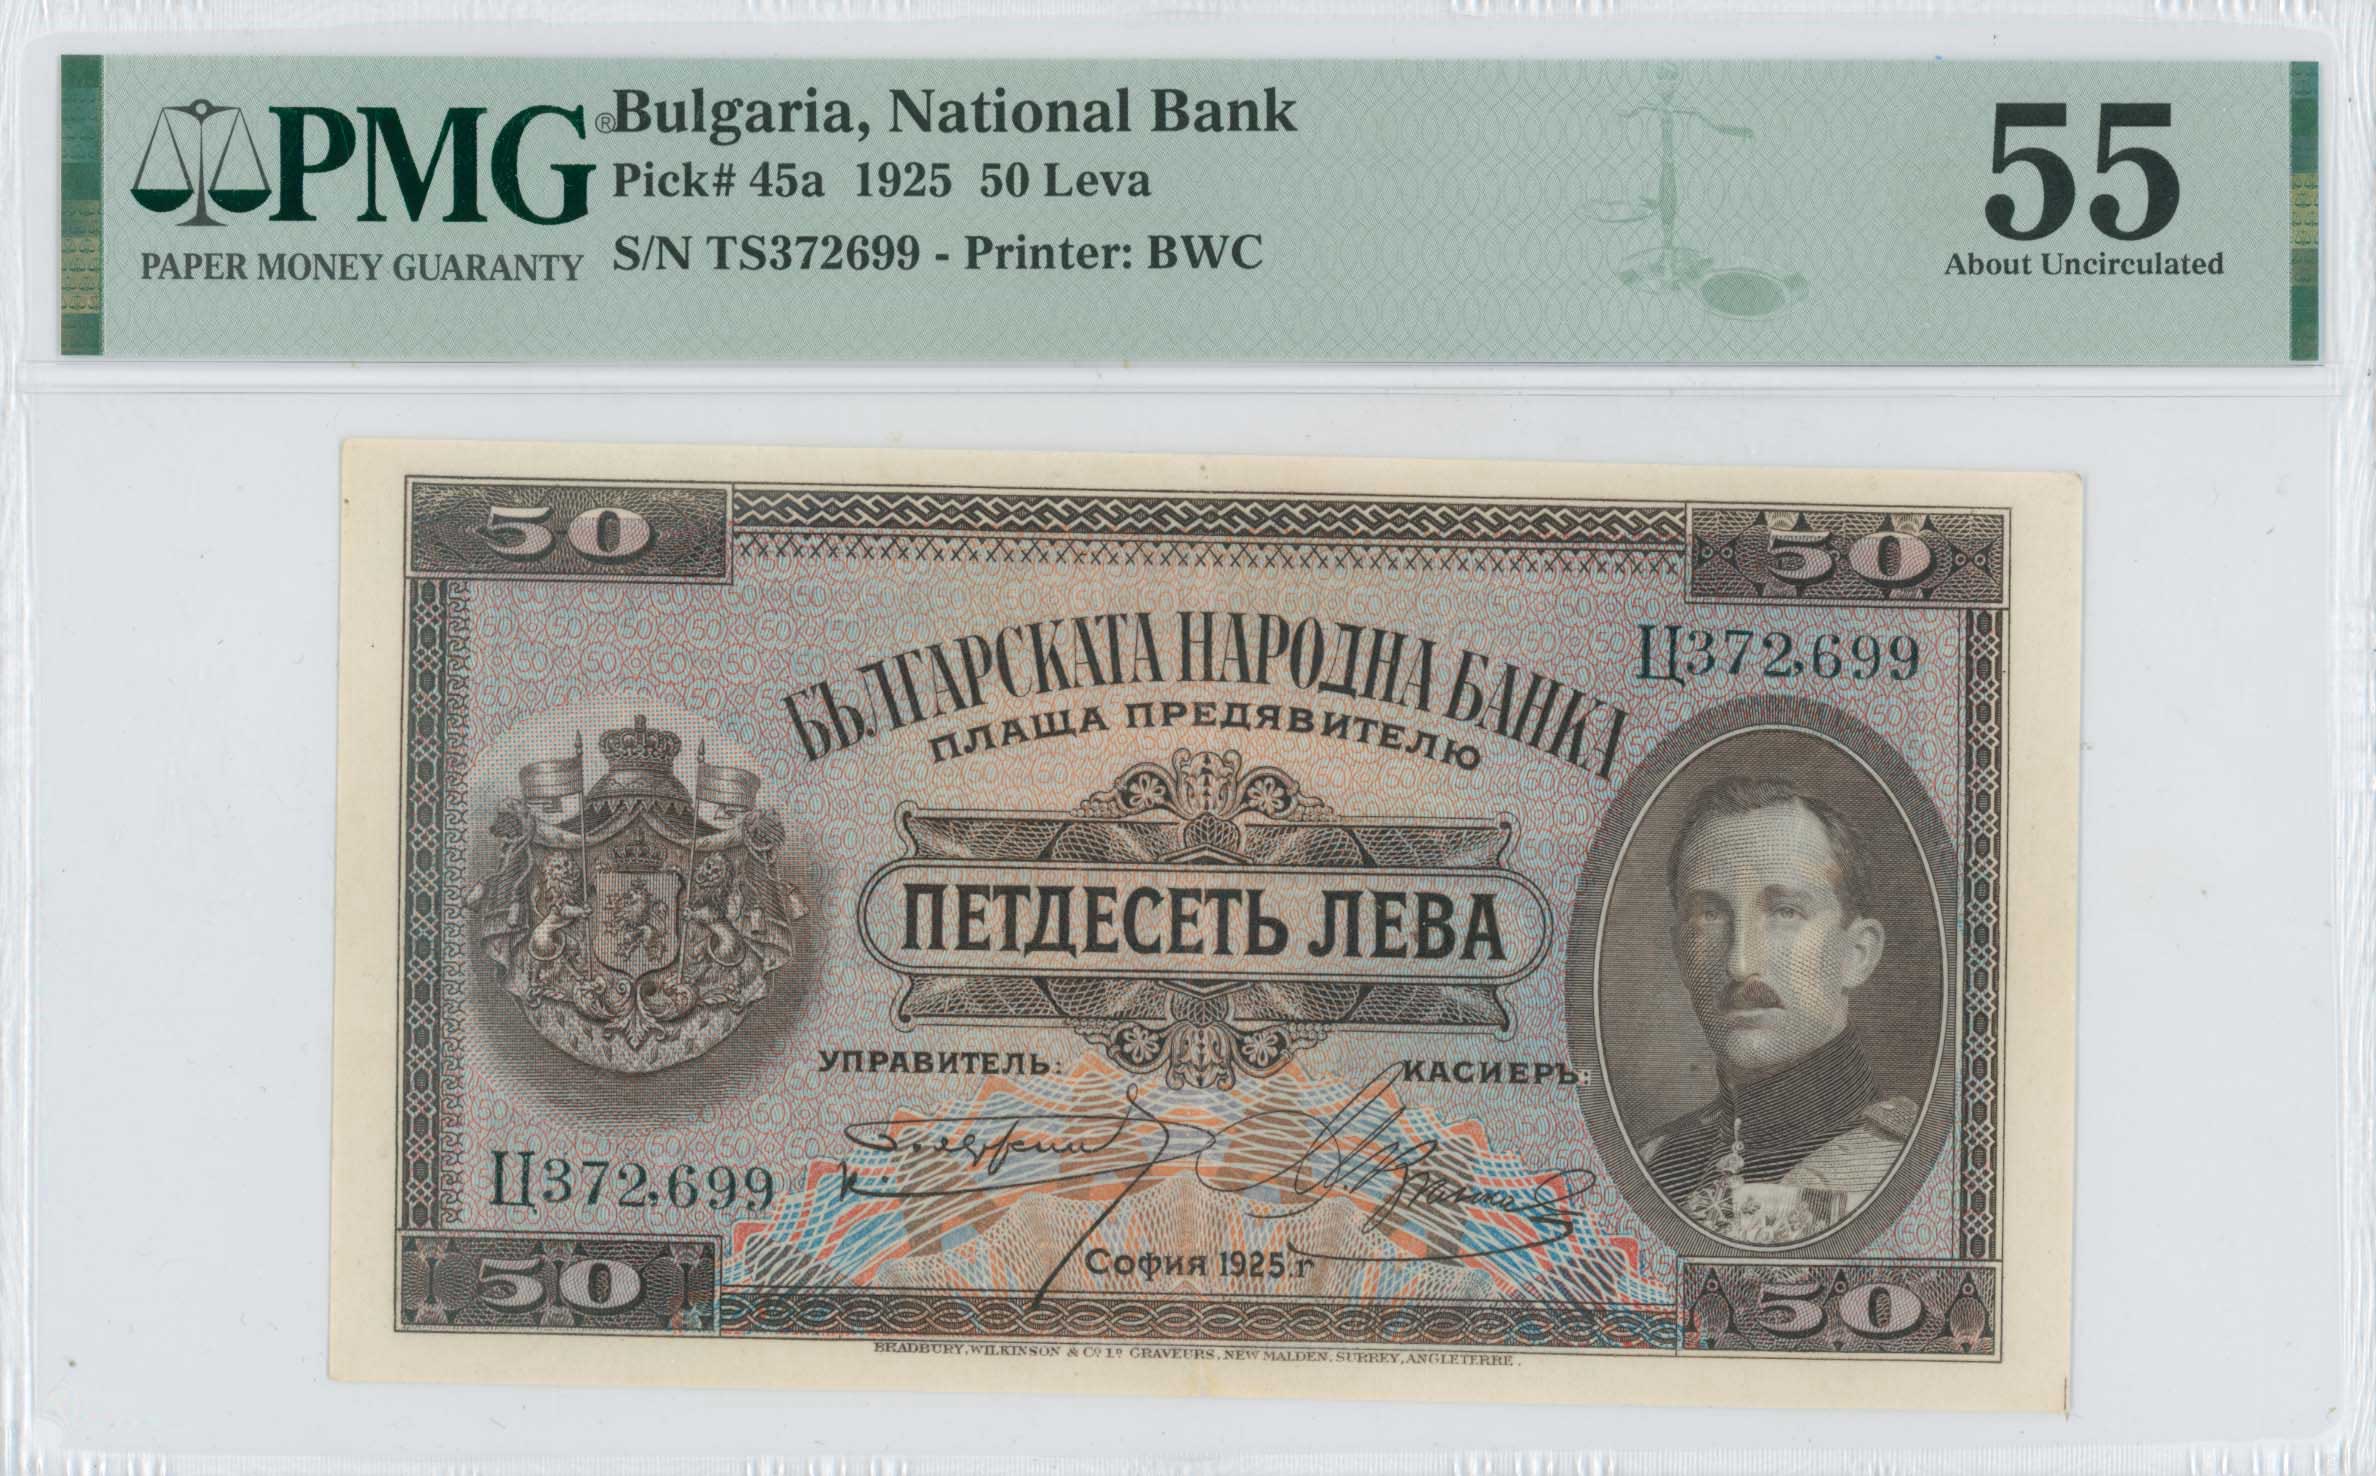 PMG®
PAPER MONEY GUARANTY
Bulgaria, National Bank
Pick# 45a 1925 50 Leva
S/N TS372699 - Printer: BWC
55
About Uncirculated
50
50
Ц372,699
БЪЛГАРСКАТА НАРОДНА БАНКА
ПЛАЩА ПРЕДЯВИТЕЛЮ
ПЕТДЕСЕТЬ ЛЕВА
УПРАВИТЕЛЬ:
КАСИЕРЪ:
Ц372,699
София 1925.г
50
50
BRADBURY, WILKINSON & Cº Lº GRAVEURS, NEW MALDEN, SURREY, ANGLETERRE.